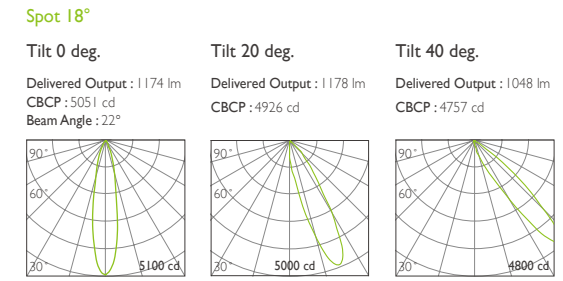 Spot 18°
Tilt 0 deg.
Delivered Output : 1174 lm
CBCP : 5051 cd
Beam Angle : 22°
90°
60°
30°
5100 cd
Tilt 20 deg.
Delivered Output : 1178 lm
CBCP : 4926 cd
90°
60°
30°
5000 cd
Tilt 40 deg.
Delivered Output : 1048 lm
CBCP : 4757 cd
90°
60°
30°
4800 cd